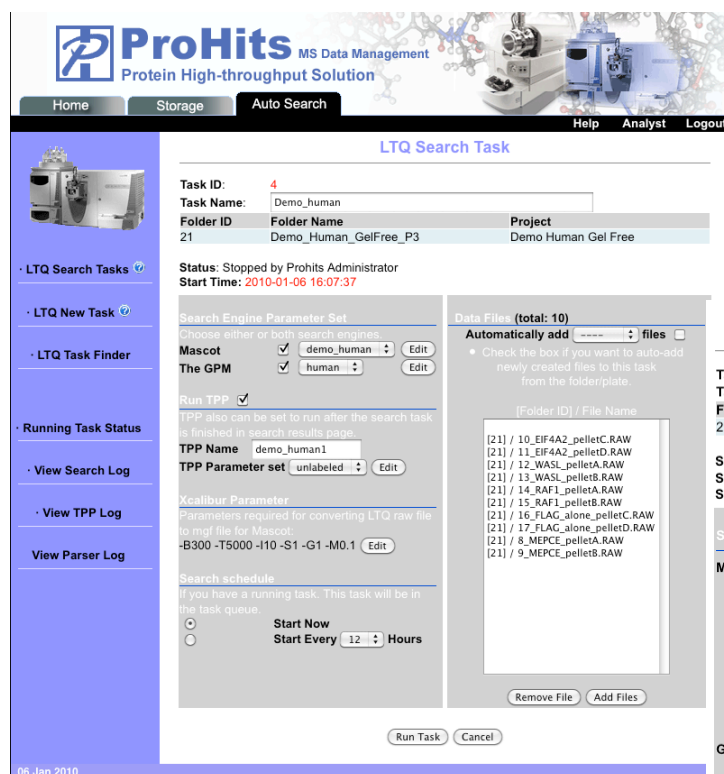 ProHits MS Data Management
Protein High-throughput Solution
Home Storage Auto Search
Help Analyst Logout
LTQ Search Task
Task ID: 4
Task Name: Demo_human
Folder ID Folder Name Project
21 Demo_Human_GelFree_P3 Demo Human Gel Free
Status: Stopped by Prohits Administrator
Start Time: 2010-01-06 16:07:37
· LTQ Search Tasks ?
· LTQ New Task ?
· LTQ Task Finder
· Running Task Status
· View Search Log
· View TPP Log
View Parser Log
Search Engine Parameter Set
Choose either or both search engines.
Mascot demo_human Edit
The GPM human Edit
Run TPP
TPP also can be set to run after the search task
is finished in search results page.
TPP Name demo_human1
TPP Parameter set unlabeled Edit
Xcalibur Parameter
Parameters required for converting LTQ raw file
to mgf file for Mascot:
-B300 -T5000 -I10 -S1 -G1 -M0.1 Edit
Search schedule
If you have a running task. This task will be in
the task queue.
Start Now
Start Every 12 Hours
Data Files (total: 10)
Automatically add ---- files
Check the box if you want to auto-add
newly created files to this task
from the folder/plate.
[Folder ID] / File Name
[21] / 10_EIF4A2_pelletC.RAW
[21] / 11_EIF4A2_pelletD.RAW
[21] / 12_WASL_pelletA.RAW
[21] / 13_WASL_pelletB.RAW
[21] / 14_RAF1_pelletA.RAW
[21] / 15_RAF1_pelletB.RAW
[21] / 16_FLAG_alone_pelletC.RAW
[21] / 17_FLAG_alone_pelletD.RAW
[21] / 8_MEPCE_pelletA.RAW
[21] / 9_MEPCE_pelletB.RAW
Remove File Add Files
Run Task Cancel
06 Jan 2010